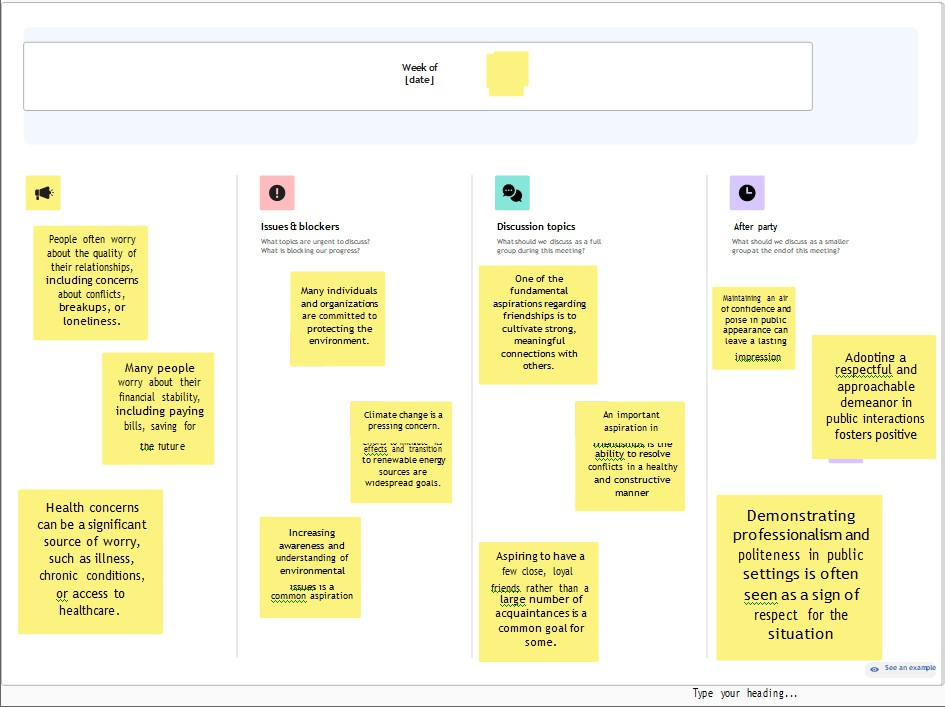 Week of
[date]
People often worry
about the quality of
their relationships,
including concerns
about conflicts,
breakups, or
loneliness.
Many people
worry about their
financial stability,
including paying
bills, saving for
the future
Health concerns
can be a significant
source of worry,
such as illness,
chronic conditions,
or access to
healthcare.
Issues & blockers
What topics are urgent to discuss?
What is blocking our progress?
Many individuals
and organizations
are committed to
protecting the
environment.
Climate change is a
pressing concern.
effects and transition
to renewable energy
sources are
widespread goals.
Increasing
awareness and
understanding of
environmental
issues is a
common aspiration
Discussion topics
What should we discuss as a full
group during this meeting?
One of the
fundamental
aspirations regarding
friendships is to
cultivate strong,
meaningful
connections with
others.
An important
aspiration in
friendships is the
ability to resolve
conflicts in a healthy
and constructive
manner
Aspiring to have a
few close, loyal
friends rather than a
large number of
acquaintances is a
common goal for
some.
After party
What should we discuss as a smaller
group at the end of this meeting?
Maintaining an air
of confidence and
poise in public
appearance can
leave a lasting
impression
Adopting a
respectful and
approachable
demeanor in
public interactions
fosters positive
Demonstrating
professionalism and
politeness in public
settings is often
seen as a sign of
respect for the
situation
See an example
Type your heading...